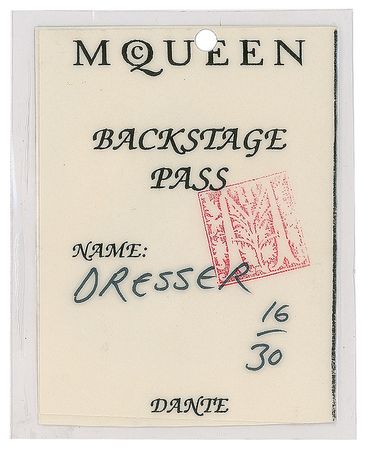 MCQUEEN
BACKSTAGE
PASS
NAME:
DRESSER
16
30
DANTE